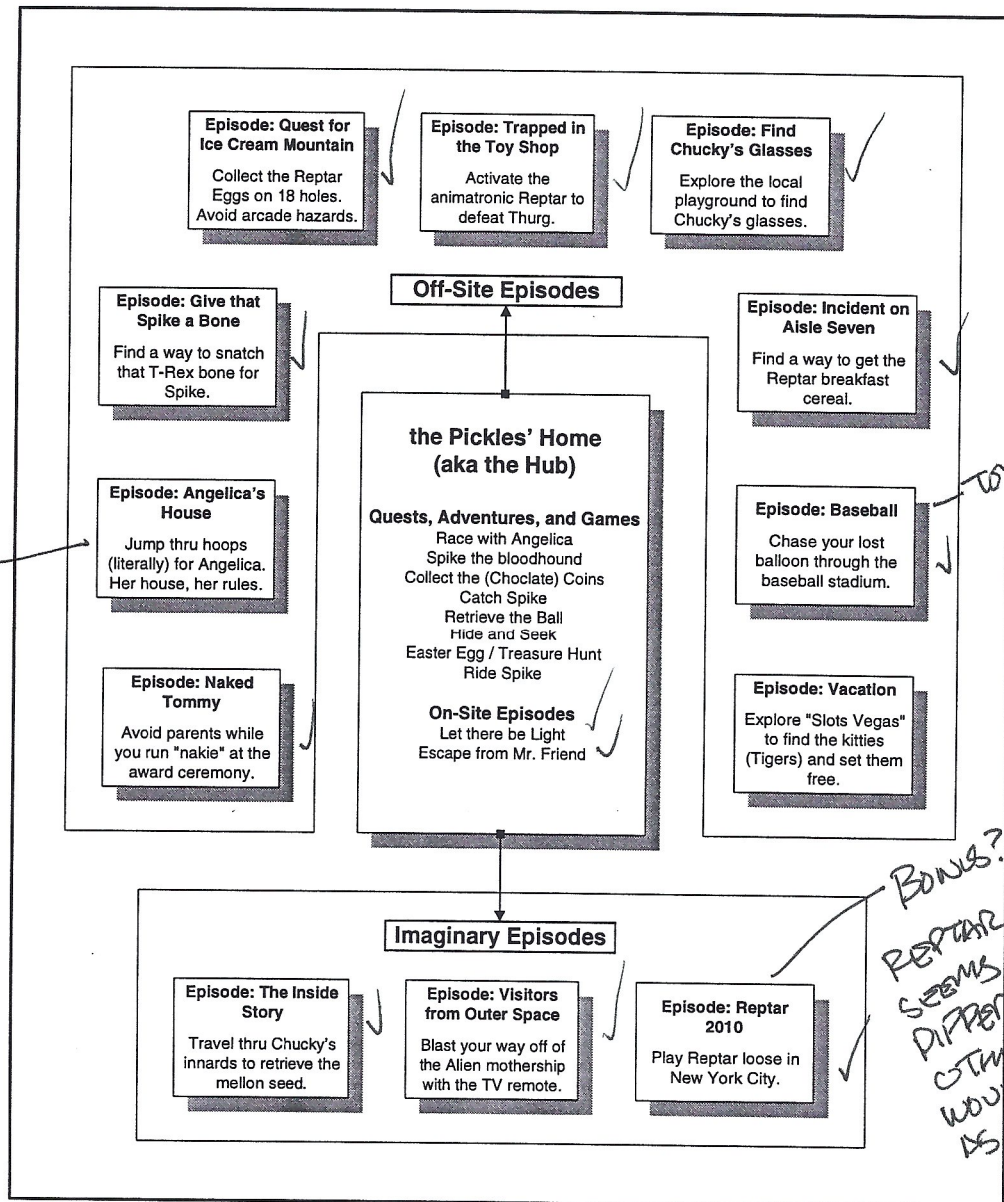 Episode: Quest for
Ice Cream Mountain
Collect the Reptar
Eggs on 18 holes.
Avoid arcade hazards.
Episode: Trapped in
the Toy Shop
Activate the
animatronic Reptar to
defeat Thurg.
Episode: Find
Chucky's Glasses
Explore the local
playground to find
Chucky's glasses.
Off-Site Episodes
Episode: Give that
Spike a Bone
Find a way to snatch
that T-Rex bone for
Spike.
Episode: Incident on
Aisle Seven
Find a way to get the
Reptar breakfast
cereal.
the Pickles' Home
(aka the Hub)
Quests, Adventures, and Games
Race with Angelica
Spike the bloodhound
Collect the (Choclate) Coins
Catch Spike
Retrieve the Ball
Hide and Seek
Easter Egg / Treasure Hunt
Ride Spike
On-Site Episodes
Let there be Light
Escape from Mr. Friend
Episode: Angelica's
House
Jump thru hoops
(literally) for Angelica.
Her house, her rules.
Episode: Baseball
Chase your lost
balloon through the
baseball stadium.
Episode: Naked
Tommy
Avoid parents while
you run "nakie" at the
award ceremony.
Episode: Vacation
Explore "Slots Vegas"
to find the kitties
(Tigers) and set them
free.
Imaginary Episodes
Episode: The Inside
Story
Travel thru Chucky's
innards to retrieve the
mellon seed.
Episode: Visitors
from Outer Space
Blast your way off of
the Alien mothership
with the TV remote.
Episode: Reptar
2010
Play Reptar loose in
New York City.
BONUS?
REPTAR
SEEMS